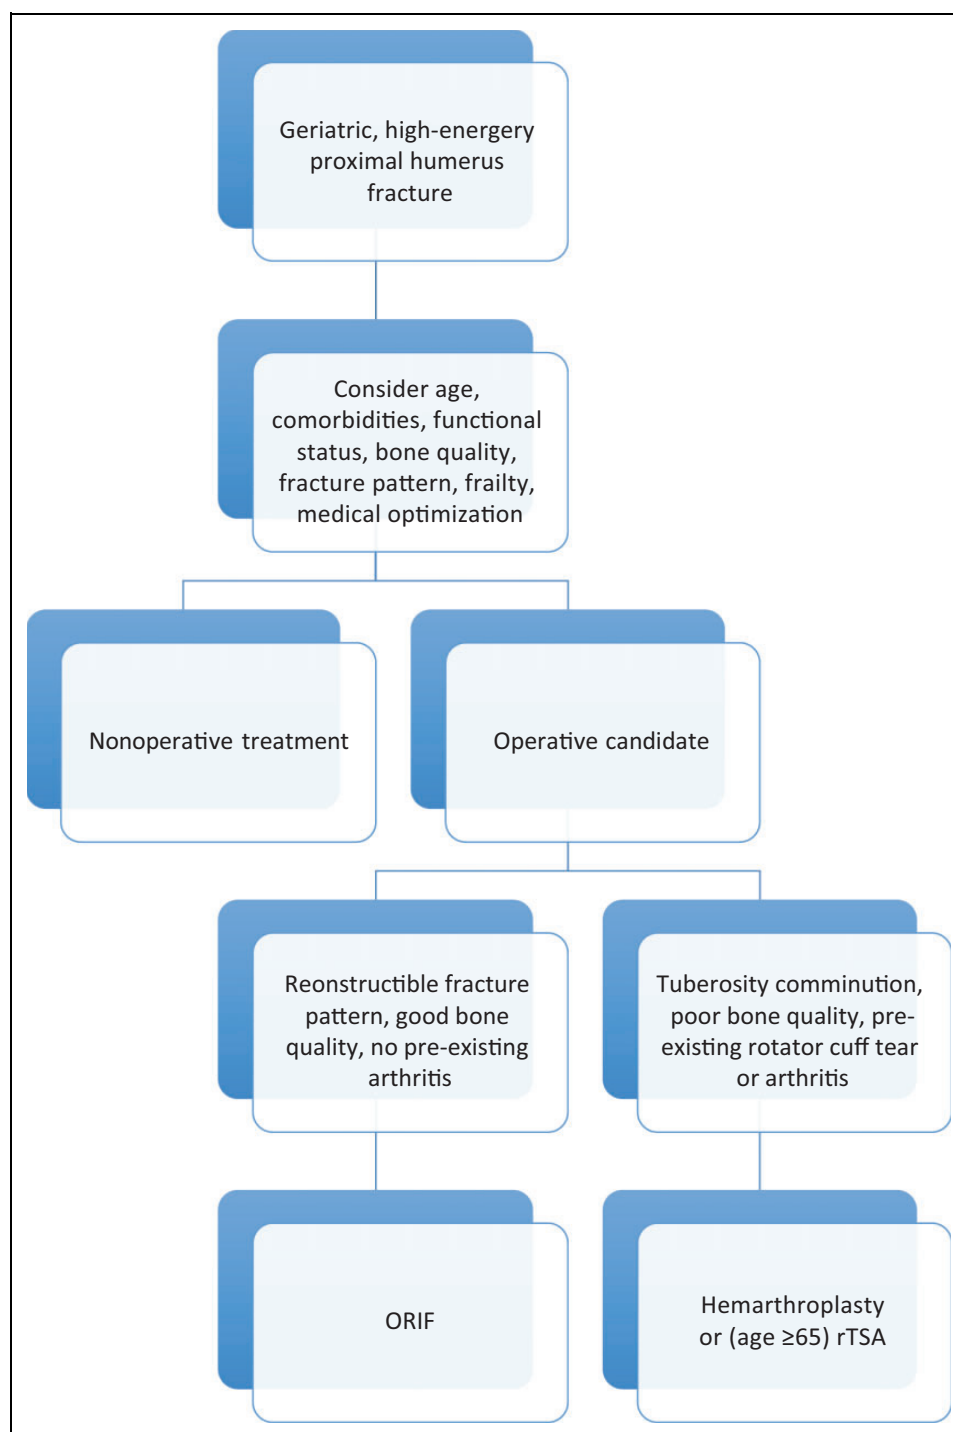 Geriatric, high-energery
proximal humerus
fracture
Consider age,
comorbidities, functional
status, bone quality,
fracture pattern, frailty,
medical optimization
Nonoperative treatment
Operative candidate
Reonstructible fracture
pattern, good bone
quality, no pre-existing
arthritis
Tuberosity comminution,
poor bone quality, pre-
existing rotator cuff tear
or arthritis
ORIF
Hemarthroplasty
or (age ≥65) rTSA